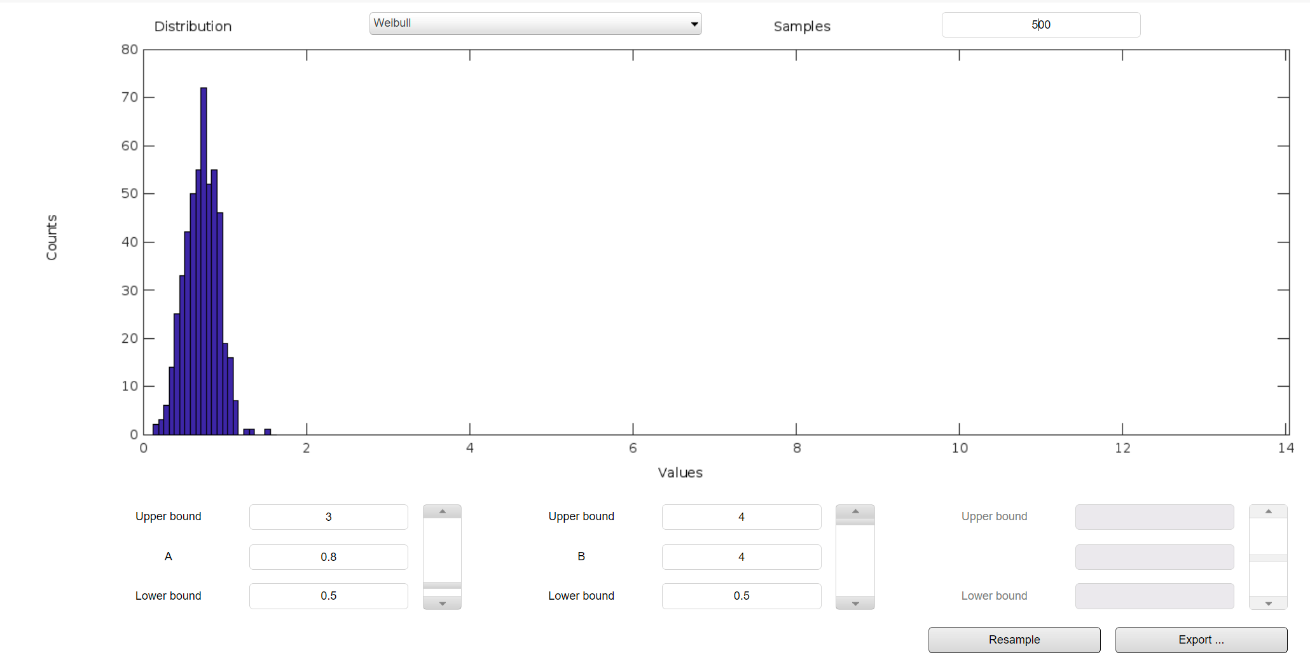 Distribution Weibull Samples 500
80
70
60
50
40
30
20
10
0
Counts
0 2 4 6 8 10 12 14
Values
Upper bound 3 Upper bound 4 Upper bound
A 0.8 B 4
Lower bound 0.5 Lower bound 0.5 Lower bound
Resample Export ...